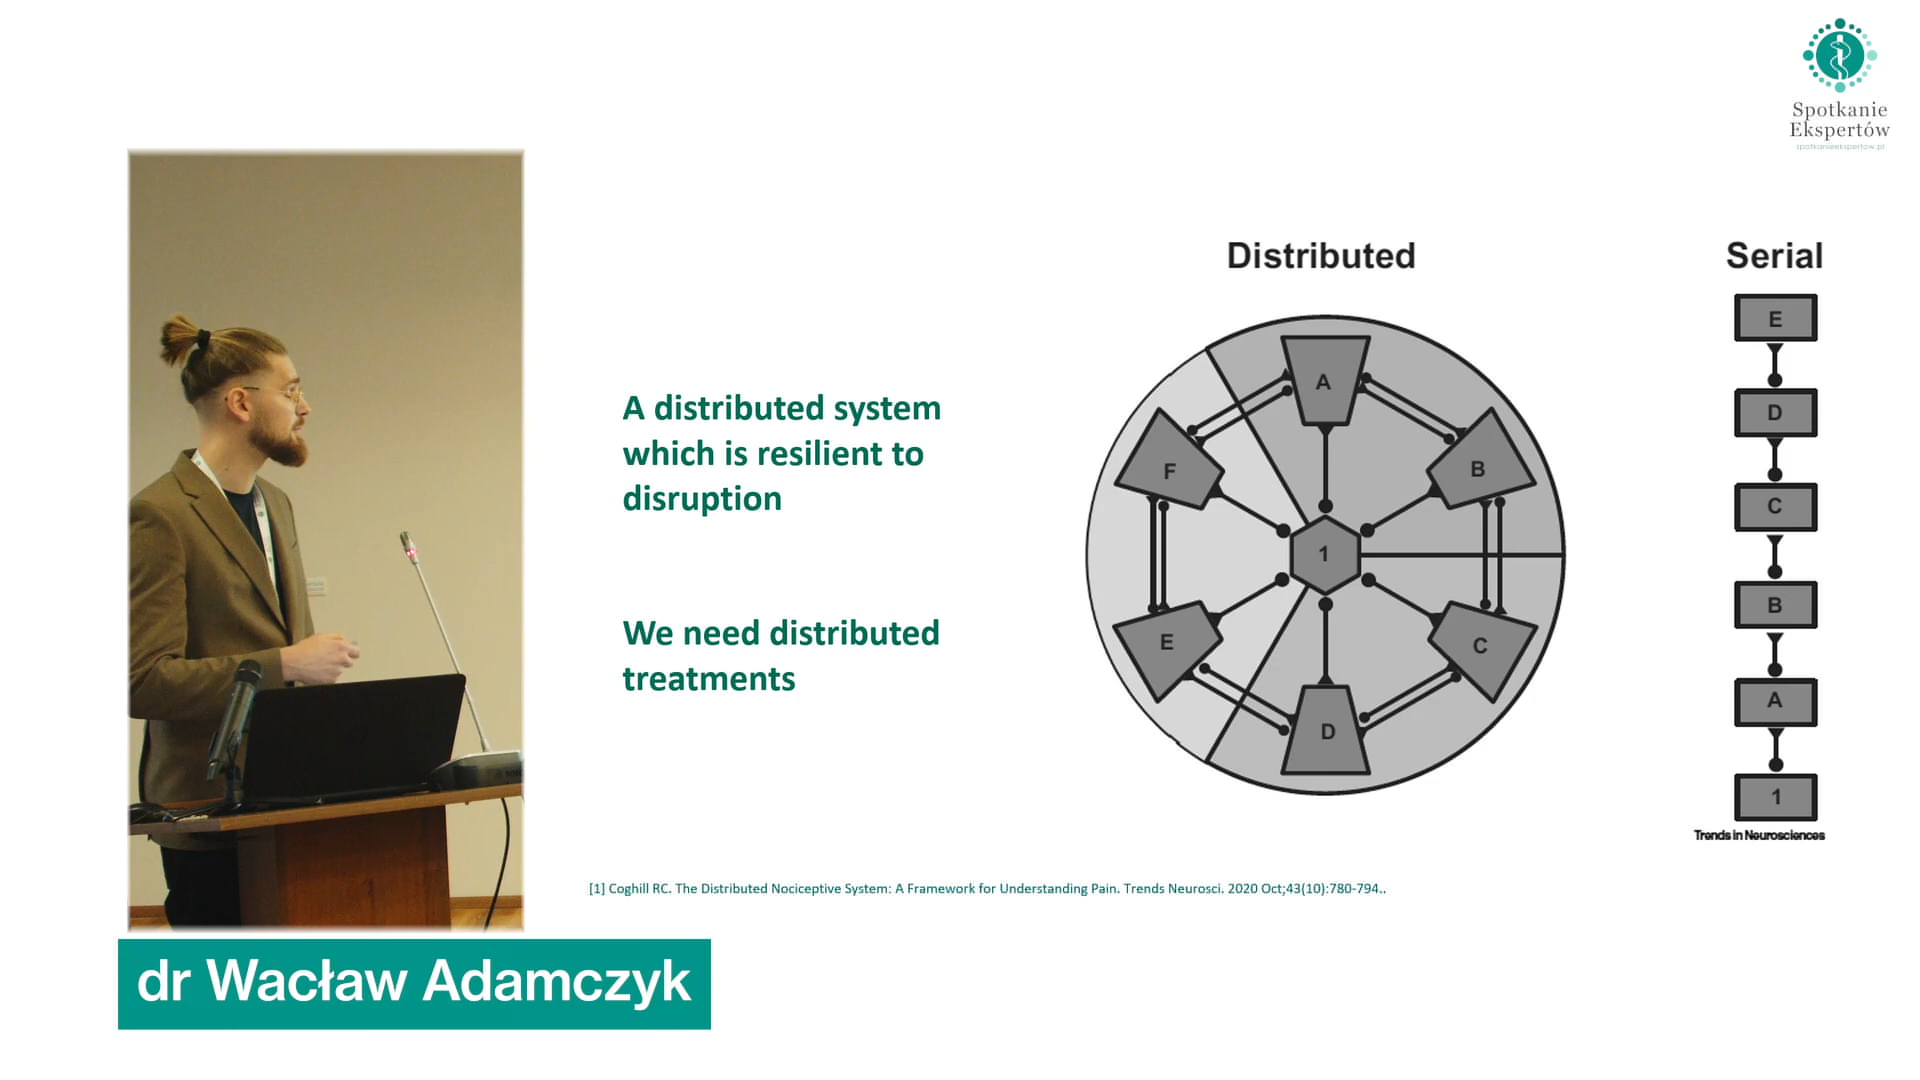 Spotkanie
Ekspertów
spotkanieekspertow.pl
Distributed
Serial
A distributed system
which is resilient to
disruption
We need distributed
treatments
A
F
B
1
E
C
D
E
D
C
B
A
1
Trends in Neurosciences
[1] Coghill RC. The Distributed Nociceptive System: A Framework for Understanding Pain. Trends Neurosci. 2020 Oct;43(10):780-794..
dr Wacław Adamczyk